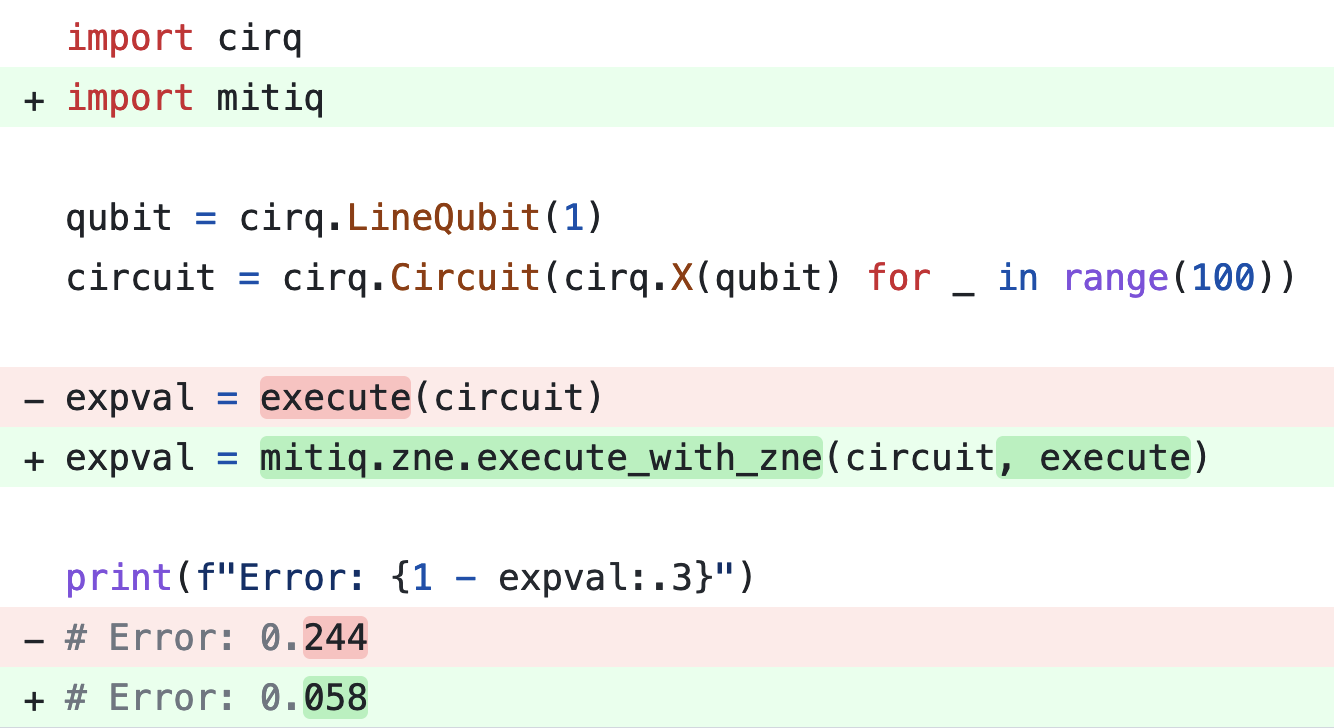 import cirq
+ import mitiq
qubit = cirq.LineQubit(1)
circuit = cirq.Circuit(cirq.X(qubit) for _ in range(100))
- expval = execute(circuit)
+ expval = mitiq.zne.execute_with_zne(circuit, execute)
print(f"Error: {1 - expval:.3}")
- # Error: 0.244
+ # Error: 0.058